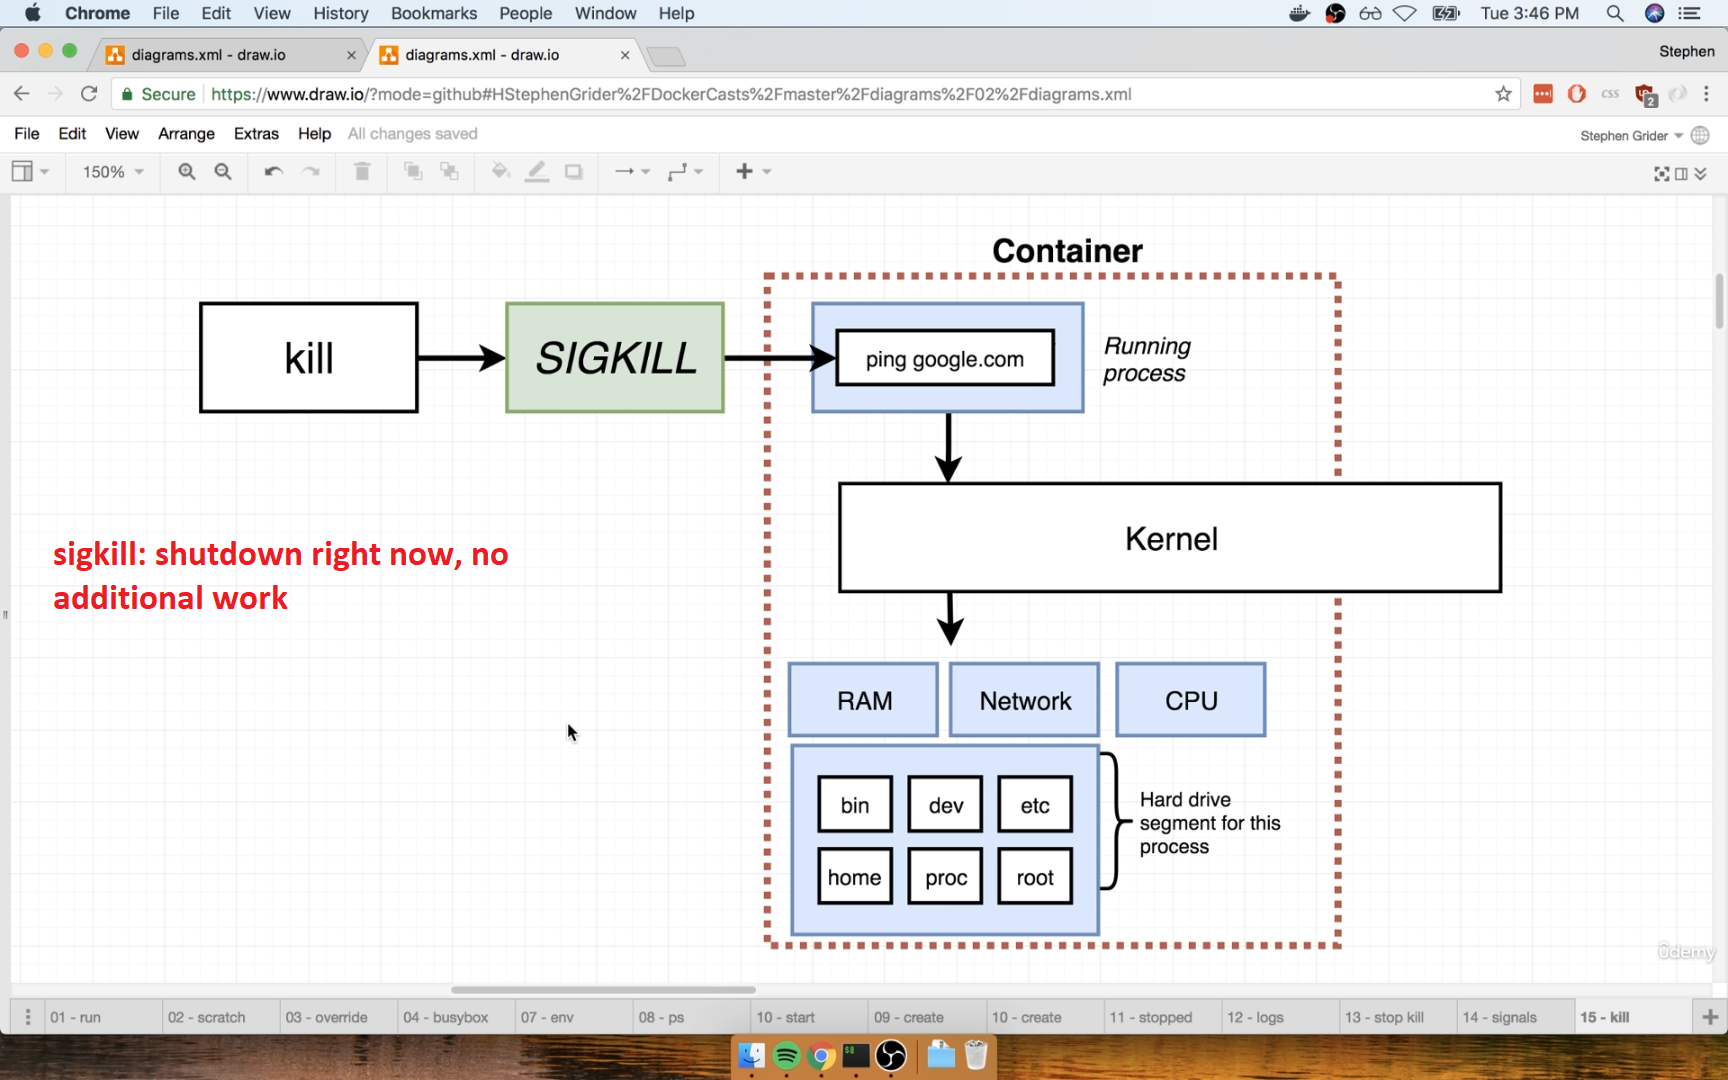 Chrome File Edit View History Bookmarks People Window Help Tue 3:46 PM
diagrams.xml - draw.io diagrams.xml - draw.io Stephen
Secure https://www.draw.io/?mode=github#HStephenGrider%2FDockerCasts%2Fmaster%2Fdiagrams%2F02%2Fdiagrams.xml css 2
File Edit View Arrange Extras Help All changes saved Stephen Grider
150%
Container
kill
SIGKILL
ping google.com
Running
process
Kernel
sigkill: shutdown right now, no
additional work
RAM Network CPU
bin dev etc
home proc root
Hard drive
segment for this
process
ûdemy
01 - run 02 - scratch 03 - override 04 - busybox 07 - env 08 - ps 10 - start 09 - create 10 - create 11 - stopped 12 - logs 13 - stop kill 14 - signals 15 - kill